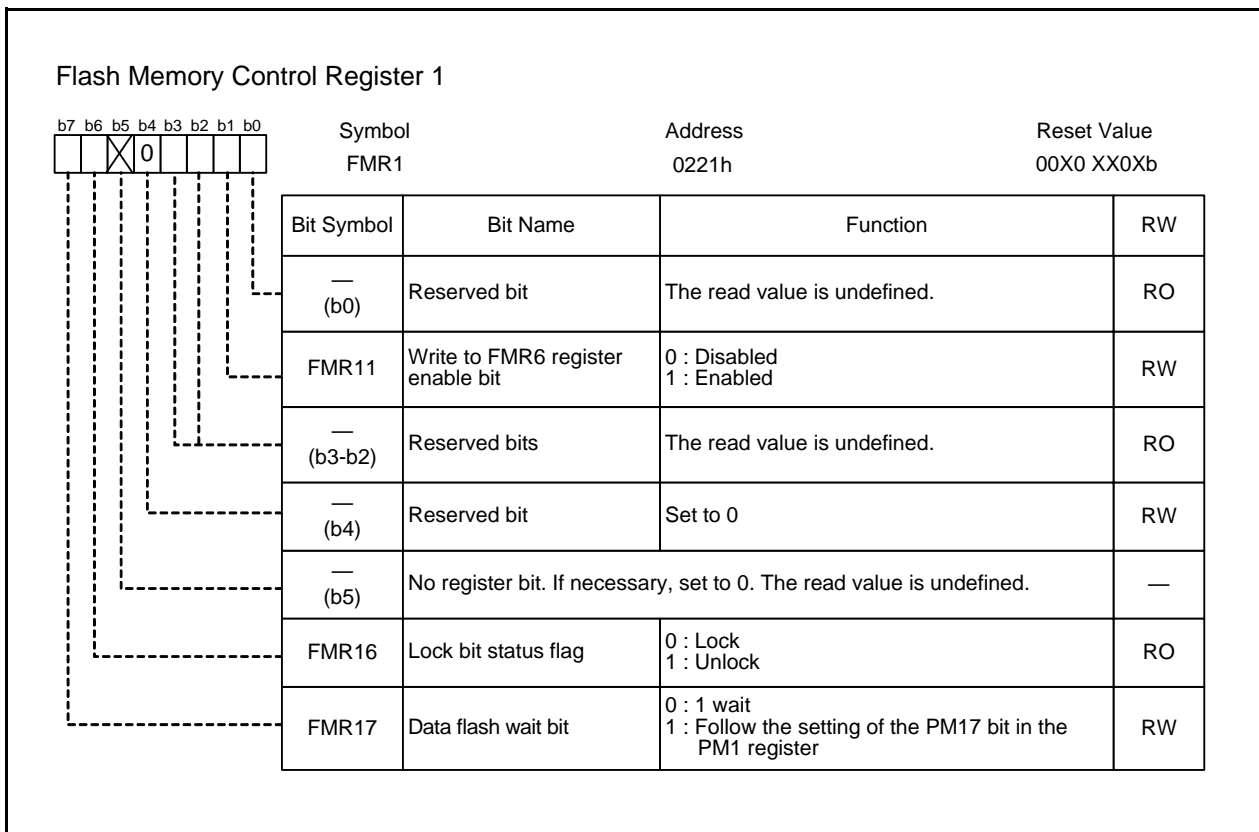 Flash Memory Control Register 1
b7 b6 b5 b4 b3 b2 b1 b0
0
Symbol Address Reset Value
FMR1 0221h 00X0 XX0Xb
Bit Symbol Bit Name Function RW
—
(b0) Reserved bit The read value is undefined. RO
FMR11 Write to FMR6 register
enable bit 0 : Disabled
1 : Enabled RW
—
(b3-b2) Reserved bits The read value is undefined. RO
—
(b4) Reserved bit Set to 0 RW
—
(b5) No register bit. If necessary, set to 0. The read value is undefined. —
FMR16 Lock bit status flag 0 : Lock
1 : Unlock RO
FMR17 Data flash wait bit 0 : 1 wait
1 : Follow the setting of the PM17 bit in the
PM1 register RW